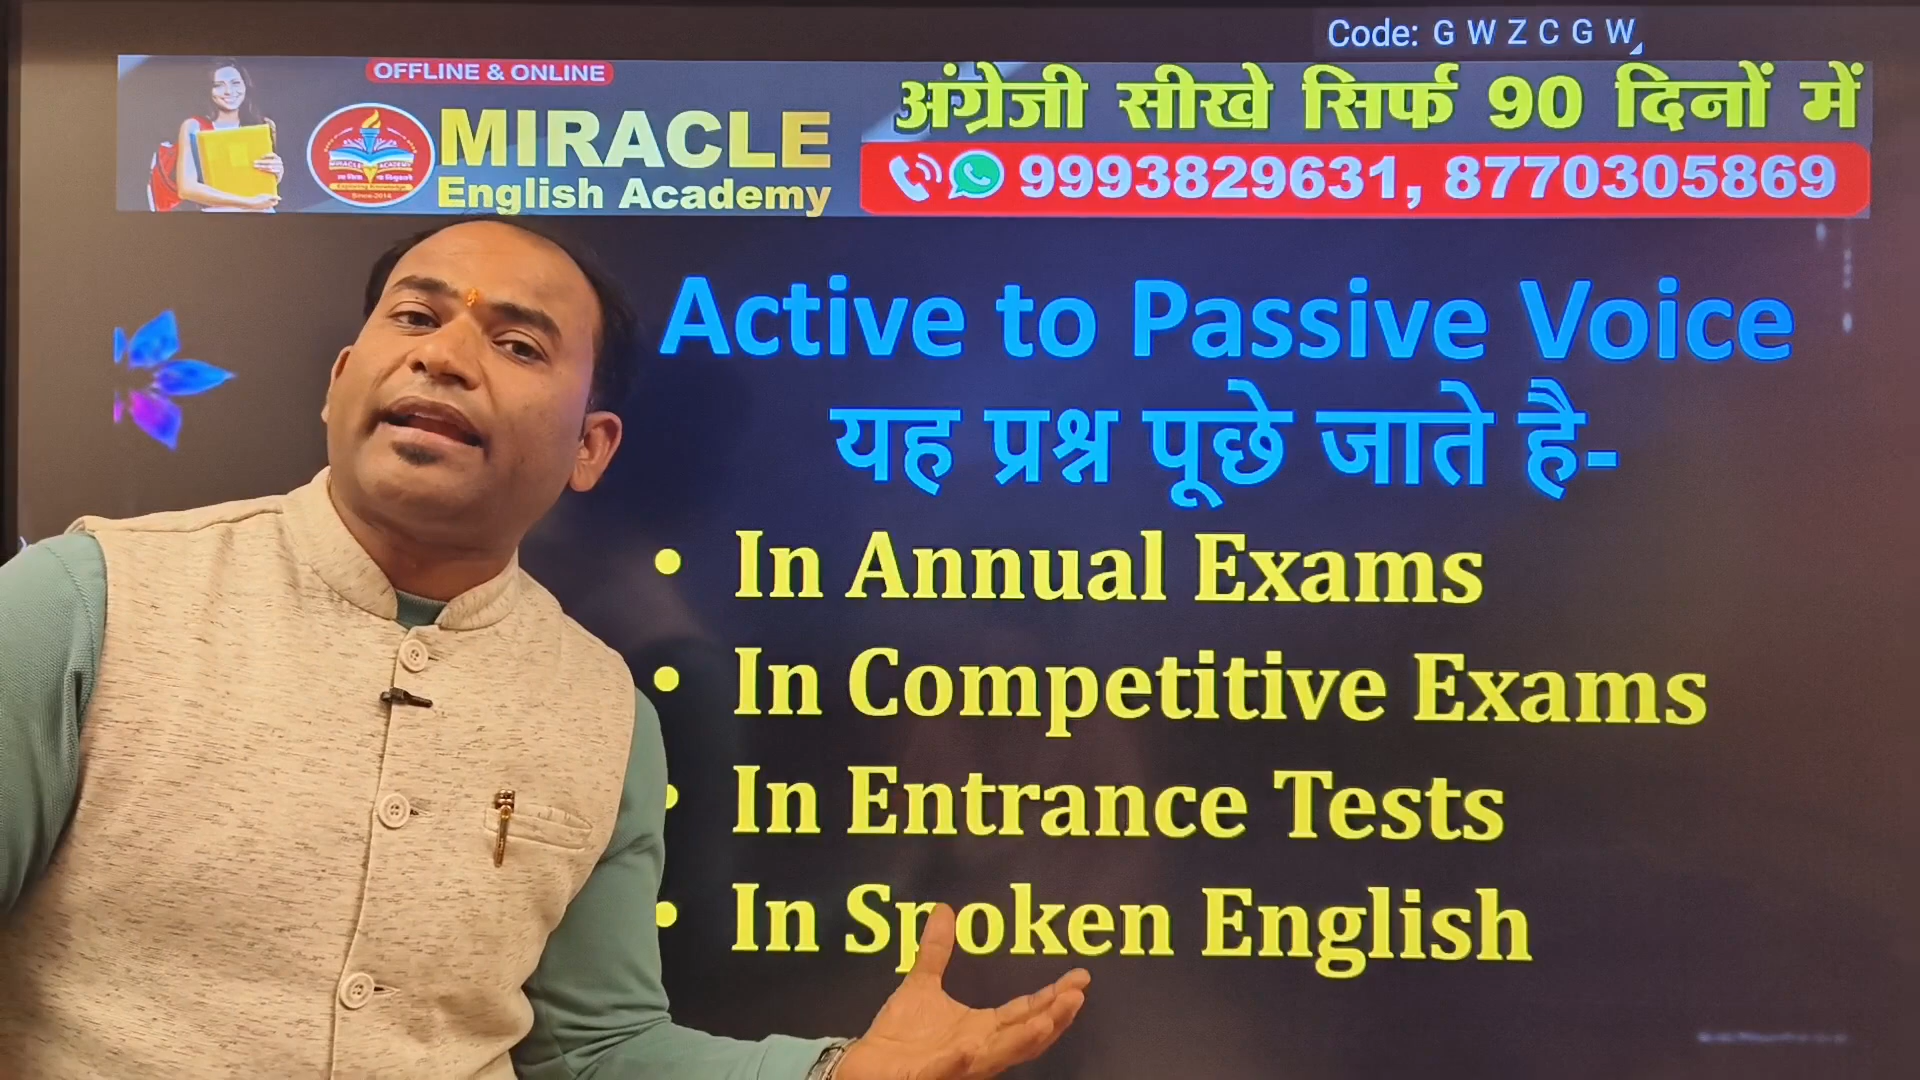 Code: G W Z C G W
OFFLINE & ONLINE
MIRACLE
English Academy
अंग्रेजी सीखे सिर्फ 90 दिनों में
9993829631, 8770305869
Active to Passive Voice
यह प्रश्न पूछे जाते है-
• In Annual Exams
• In Competitive Exams
• In Entrance Tests
• In Spoken English